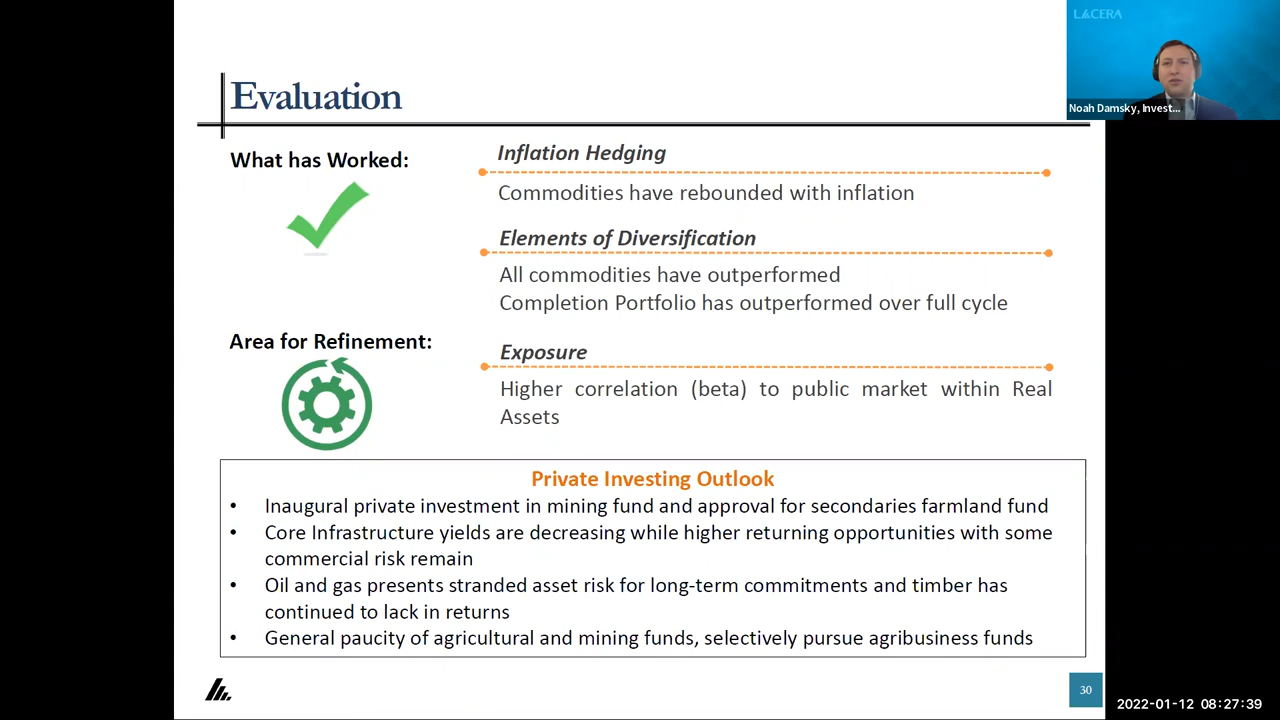 LACERA
Noah Damsky, Invest...
Evaluation
What has Worked:
Inflation Hedging
Commodities have rebounded with inflation
Elements of Diversification
All commodities have outperformed
Completion Portfolio has outperformed over full cycle
Area for Refinement:
Exposure
Higher correlation (beta) to public market within Real
Assets
Private Investing Outlook
• Inaugural private investment in mining fund and approval for secondaries farmland fund
• Core Infrastructure yields are decreasing while higher returning opportunities with some
commercial risk remain
• Oil and gas presents stranded asset risk for long-term commitments and timber has
continued to lack in returns
• General paucity of agricultural and mining funds, selectively pursue agribusiness funds
30
2022-01-12 08:27:39